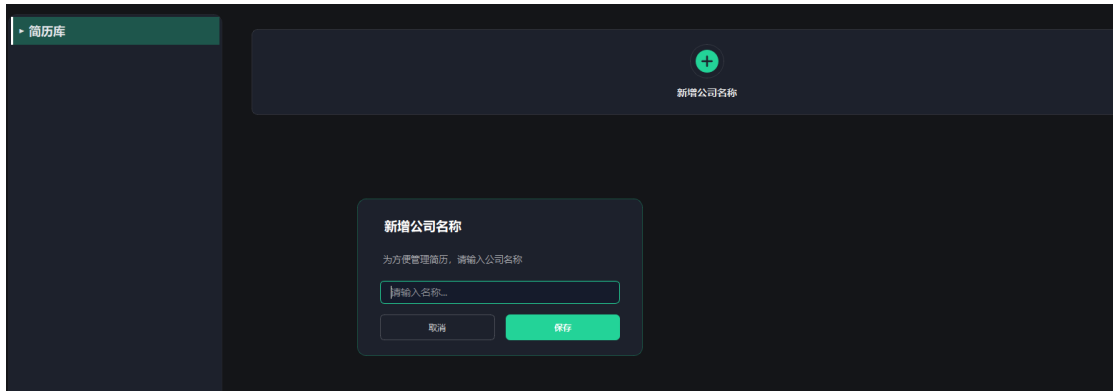 简历库
新增公司名称
新增公司名称
为方便管理简历，请输入公司名称
请输入名称...
取消
保存